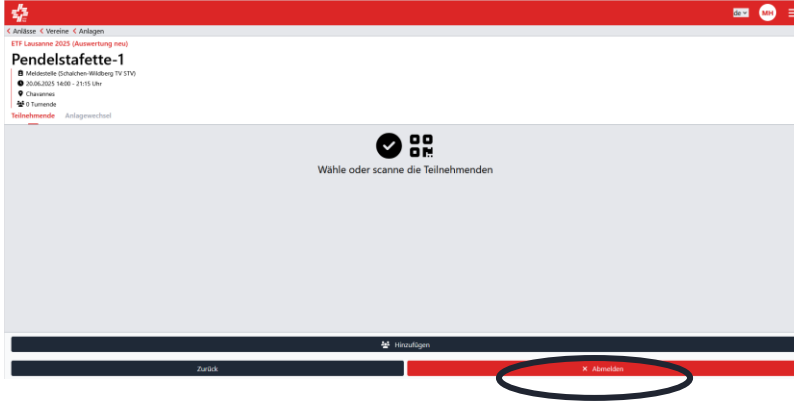 de
MH
Anlässe Vereine Anlagen
ETF Lausanne 2025 (Auswertung neu)
Pendelstafette-1
Meldestelle (Schalchen-Wildberg TV STV)
20.06.2025 14:00 - 21:15 Uhr
Chavannes
0 Turnende
Teilnehmende Anlagewechsel
Wähle oder scanne die Teilnehmenden
Hinzufügen
Zurück
Abmelden